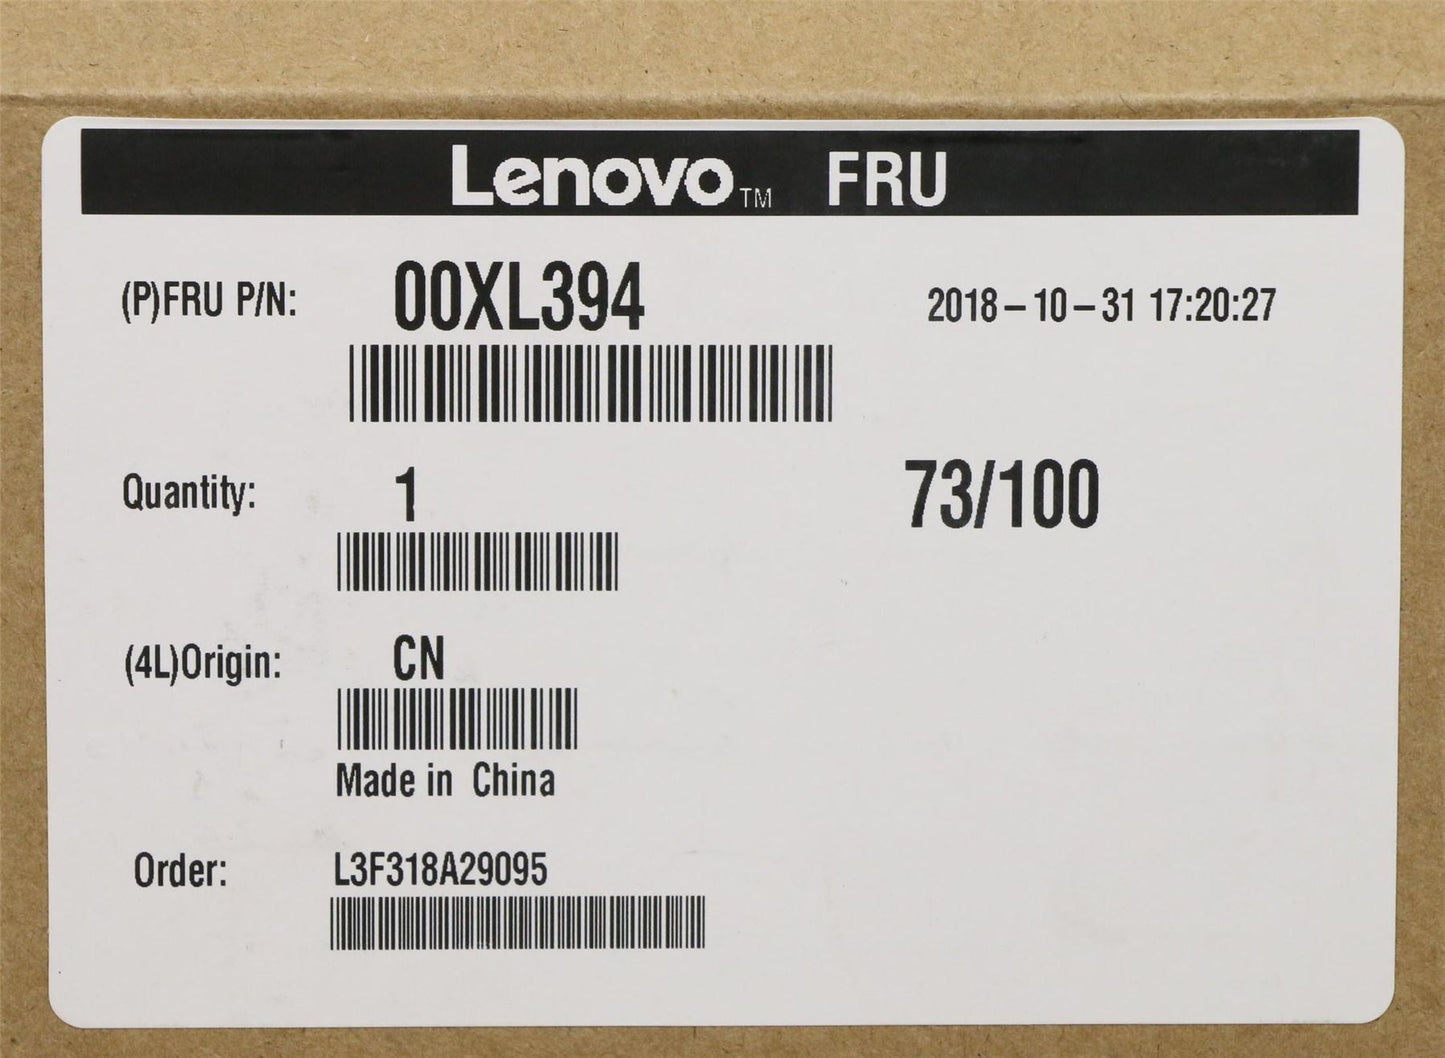 Lenovo™ FRU
(P)FRU P/N: 00XL394 2018-10-31 17:20:27
Quantity: 1 73/100
(4L)Origin: CN
Made in China
Order: L3F318A29095